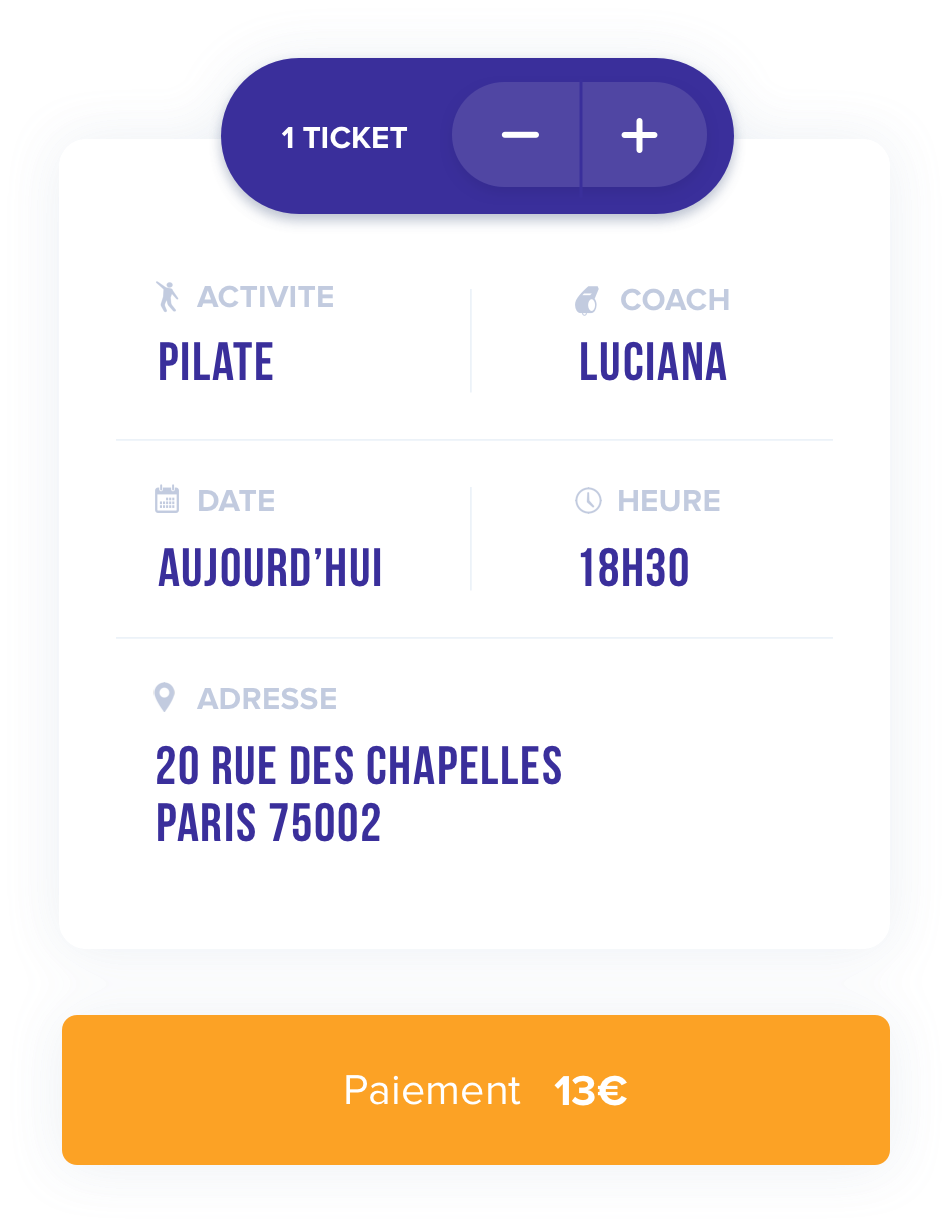 1 TICKET − +
ACTIVITE
PILATE
COACH
LUCIANA
DATE
AUJOURD’HUI
HEURE
18H30
ADRESSE
20 RUE DES CHAPELLES
PARIS 75002
Paiement 13€